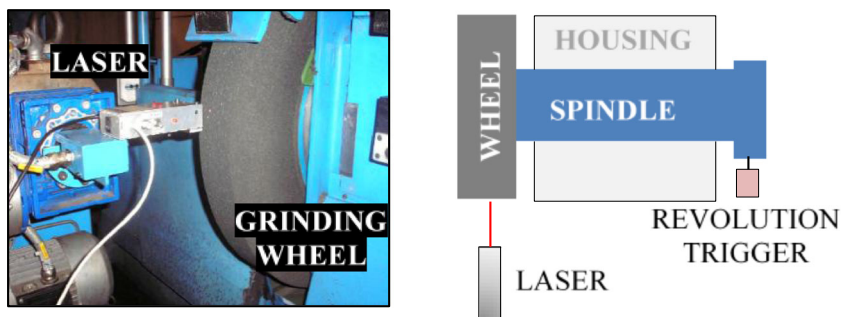 LASER
GRINDING
WHEEL
HOUSING
WHEEL
SPINDLE
REVOLUTION
TRIGGER
LASER